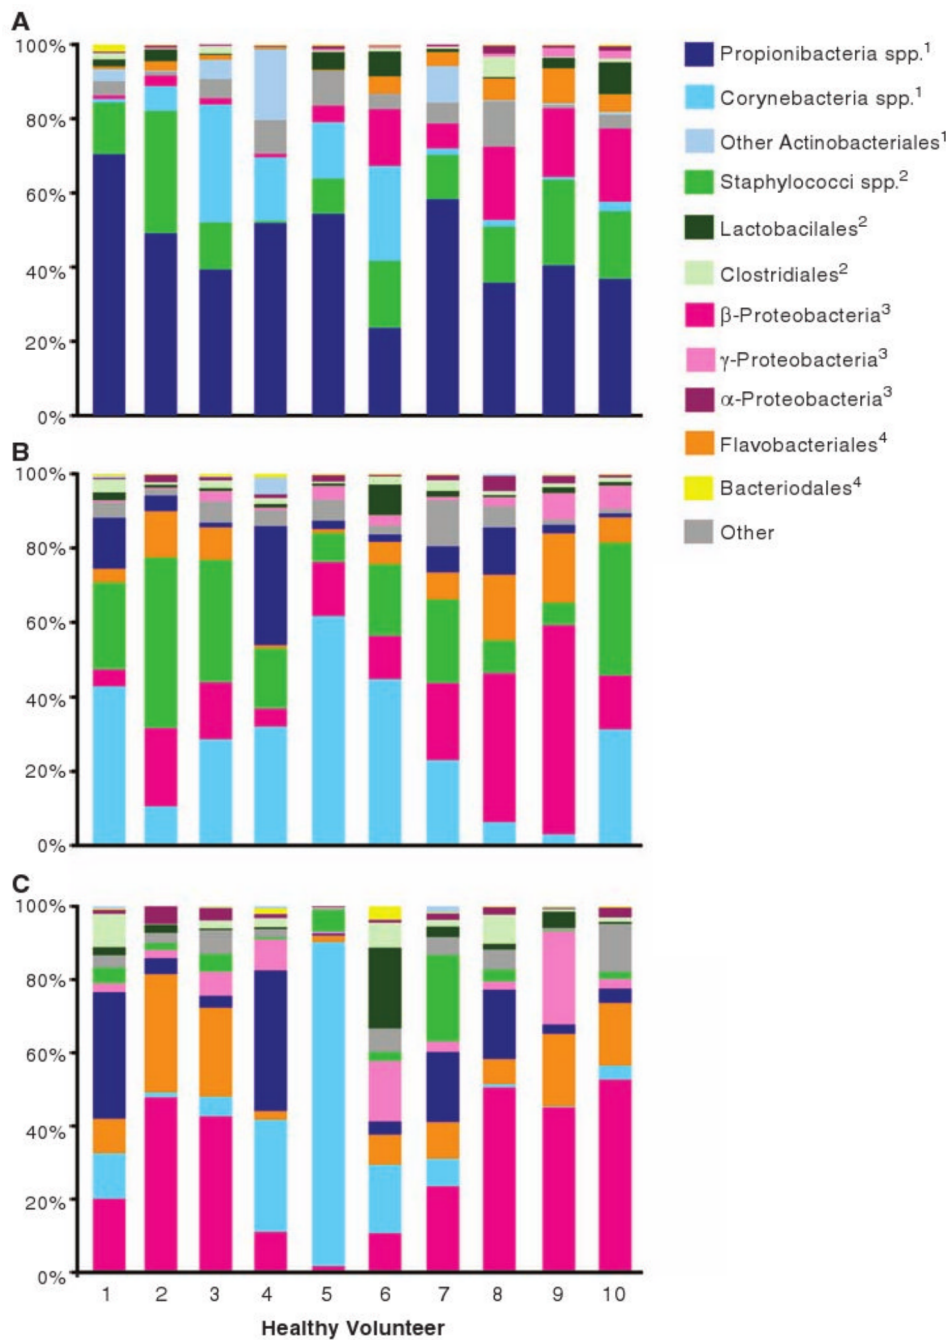 A
100%
80%
60%
40%
20%
0%
Propionibacteria spp.¹
Corynebacteria spp.¹
Other Actinobacteriales¹
Staphylococci spp.²
Lactobacilales²
Clostridiales²
β-Proteobacteria³
γ-Proteobacteria³
α-Proteobacteria³
Flavobacteriales⁴
Bacteriodales⁴
Other
B
100%
80%
60%
40%
20%
0%
C
100%
80%
60%
40%
20%
0%
1 2 3 4 5 6 7 8 9 10
Healthy Volunteer